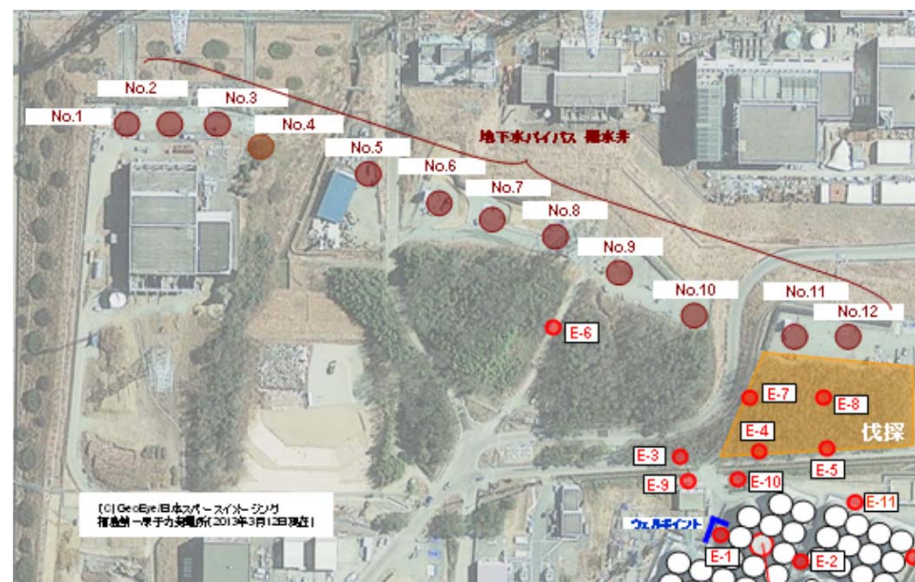 No.2
No.1
No.3
No.4
No.5
No.6
No.7
No.8
No.9
No.10
No.11
No.12
地下水バイパス 揚水井
E-6
E-7
E-8
E-4
伐採
E-3
E-5
E-9
E-10
E-11
(C)GeoEye/日本スペースイメージング
福島第一原子力発電所(2013年3月12日現在)
ウェルポイント
E-1
E-2